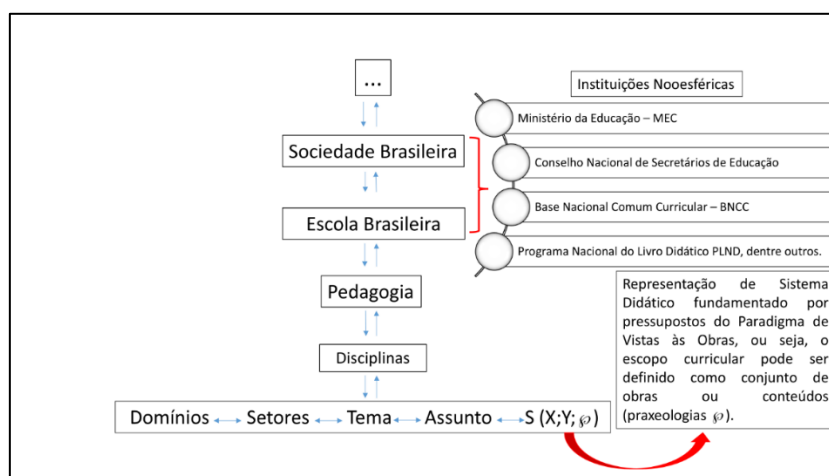 ...
Sociedade Brasileira
Escola Brasileira
Pedagogia
Disciplinas
Domínios Setores Tema Assunto S (X;Y; ℘)
Instituições Nooesféricas
Ministério da Educação – MEC
Conselho Nacional de Secretários de Educação
Base Nacional Comum Curricular – BNCC
Programa Nacional do Livro Didático PLND, dentre outros.
Representação de Sistema
Didático fundamentado por
pressupostos do Paradigma de
Vistas às Obras, ou seja, o
escopo curricular pode ser
definido como conjunto de
obras ou conteúdos
(praxeologias ℘).